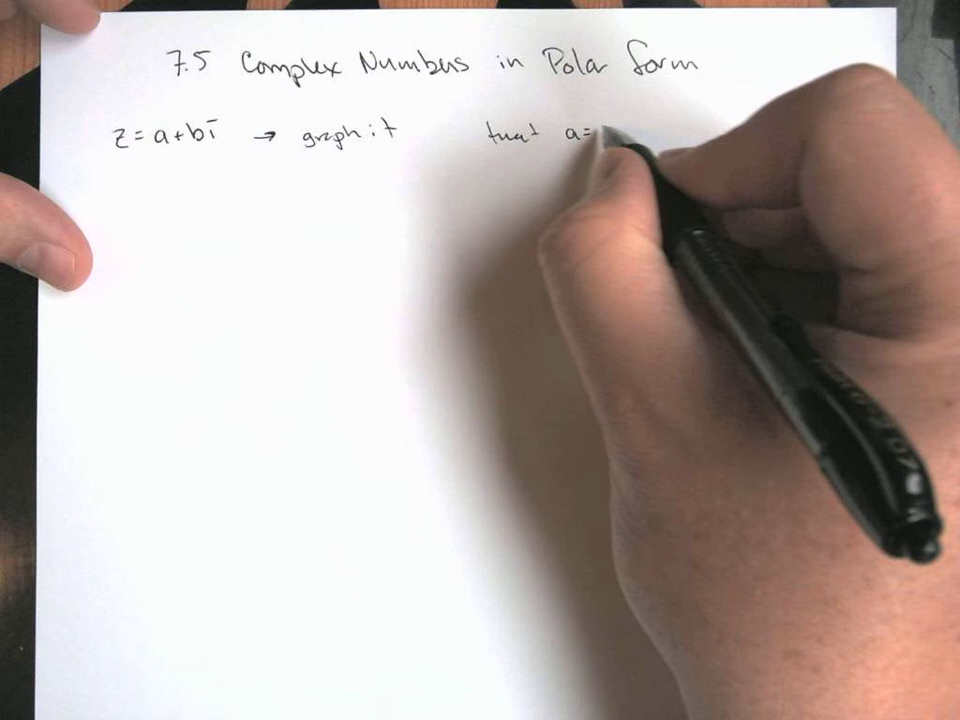 7.5 Complex Numbers in Polar form
z = a + bi → graph it treat a =